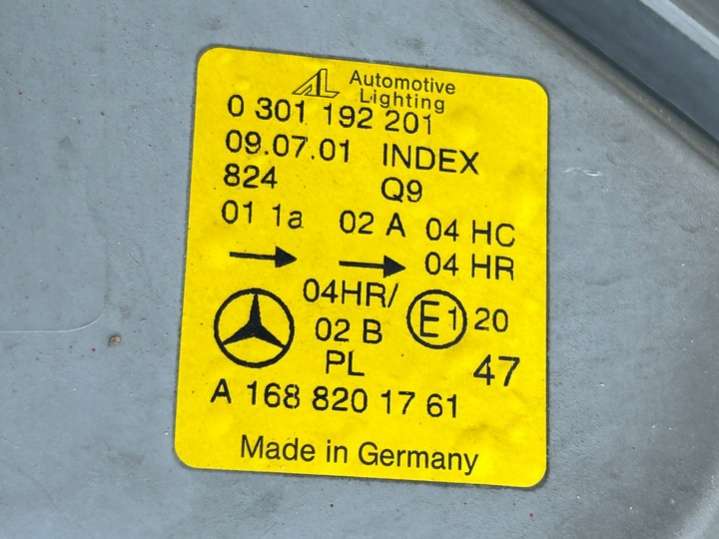 AL Automotive
Lighting
0 301 192 201
09.07.01 INDEX
824 Q9
01 1a 02 A 04 HC
04 HR
04HR/
02 B E1 20
PL 47
A 168 820 17 61
Made in Germany